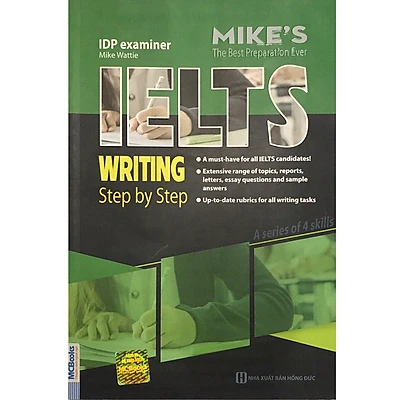 IDP examiner
Mike Wattie
MIKE'S
The Best Preparation Ever
IELTS
WRITING
Step by Step
• A must-have for all IELTS candidates!
• Extensive range of topics, reports,
letters, essay questions and sample
answers
• Up-to-date rubrics for all writing tasks
A series of 4 skills
MCBooks
NHÀ XUẤT BẢN HỒNG ĐỨC